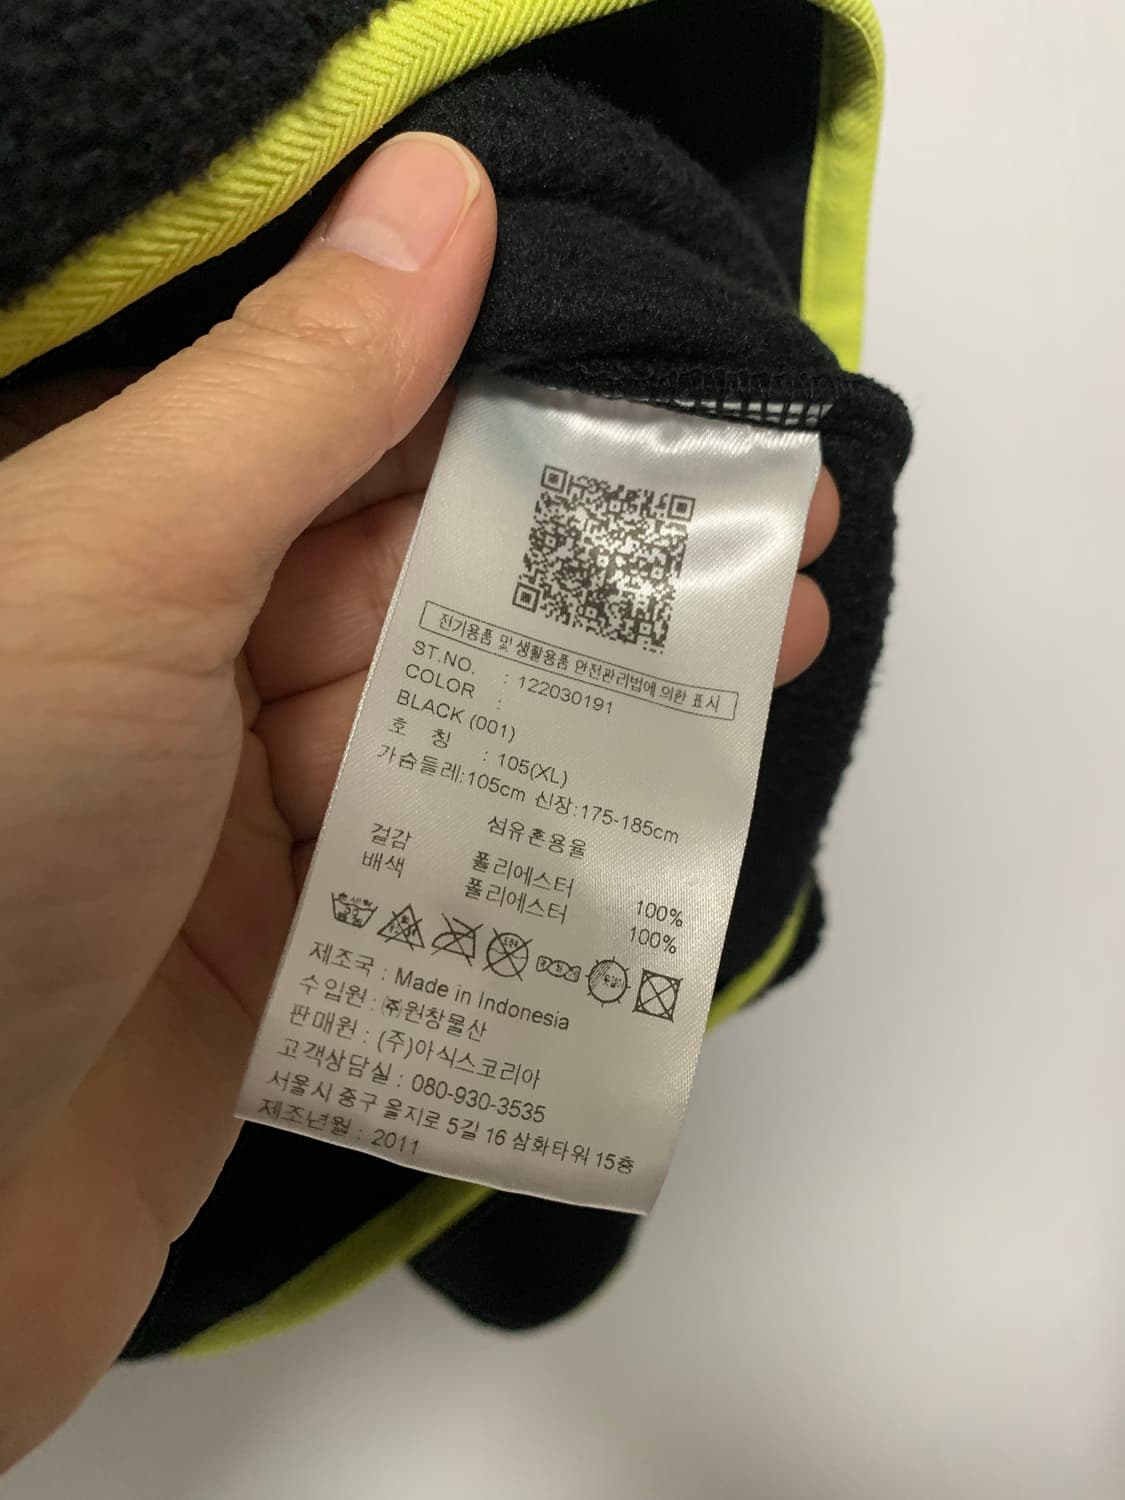 전기용품 및 생활용품 안전관리법에 의한 표시
ST.NO. : 122030191
COLOR :
BLACK (001)
호 칭 : 105(XL)
가슴둘레:105cm 신장:175-185cm
섬유혼용율
겉감 폴리에스터 100%
배색 폴리에스터 100%
제조국 : Made in Indonesia
수입원 : ㈜원창물산
판매원 : (주)아식스코리아
고객상담실 : 080-930-3535
서울시 중구 을지로 5길 16 삼화타워 15층
제조년월 : 2011